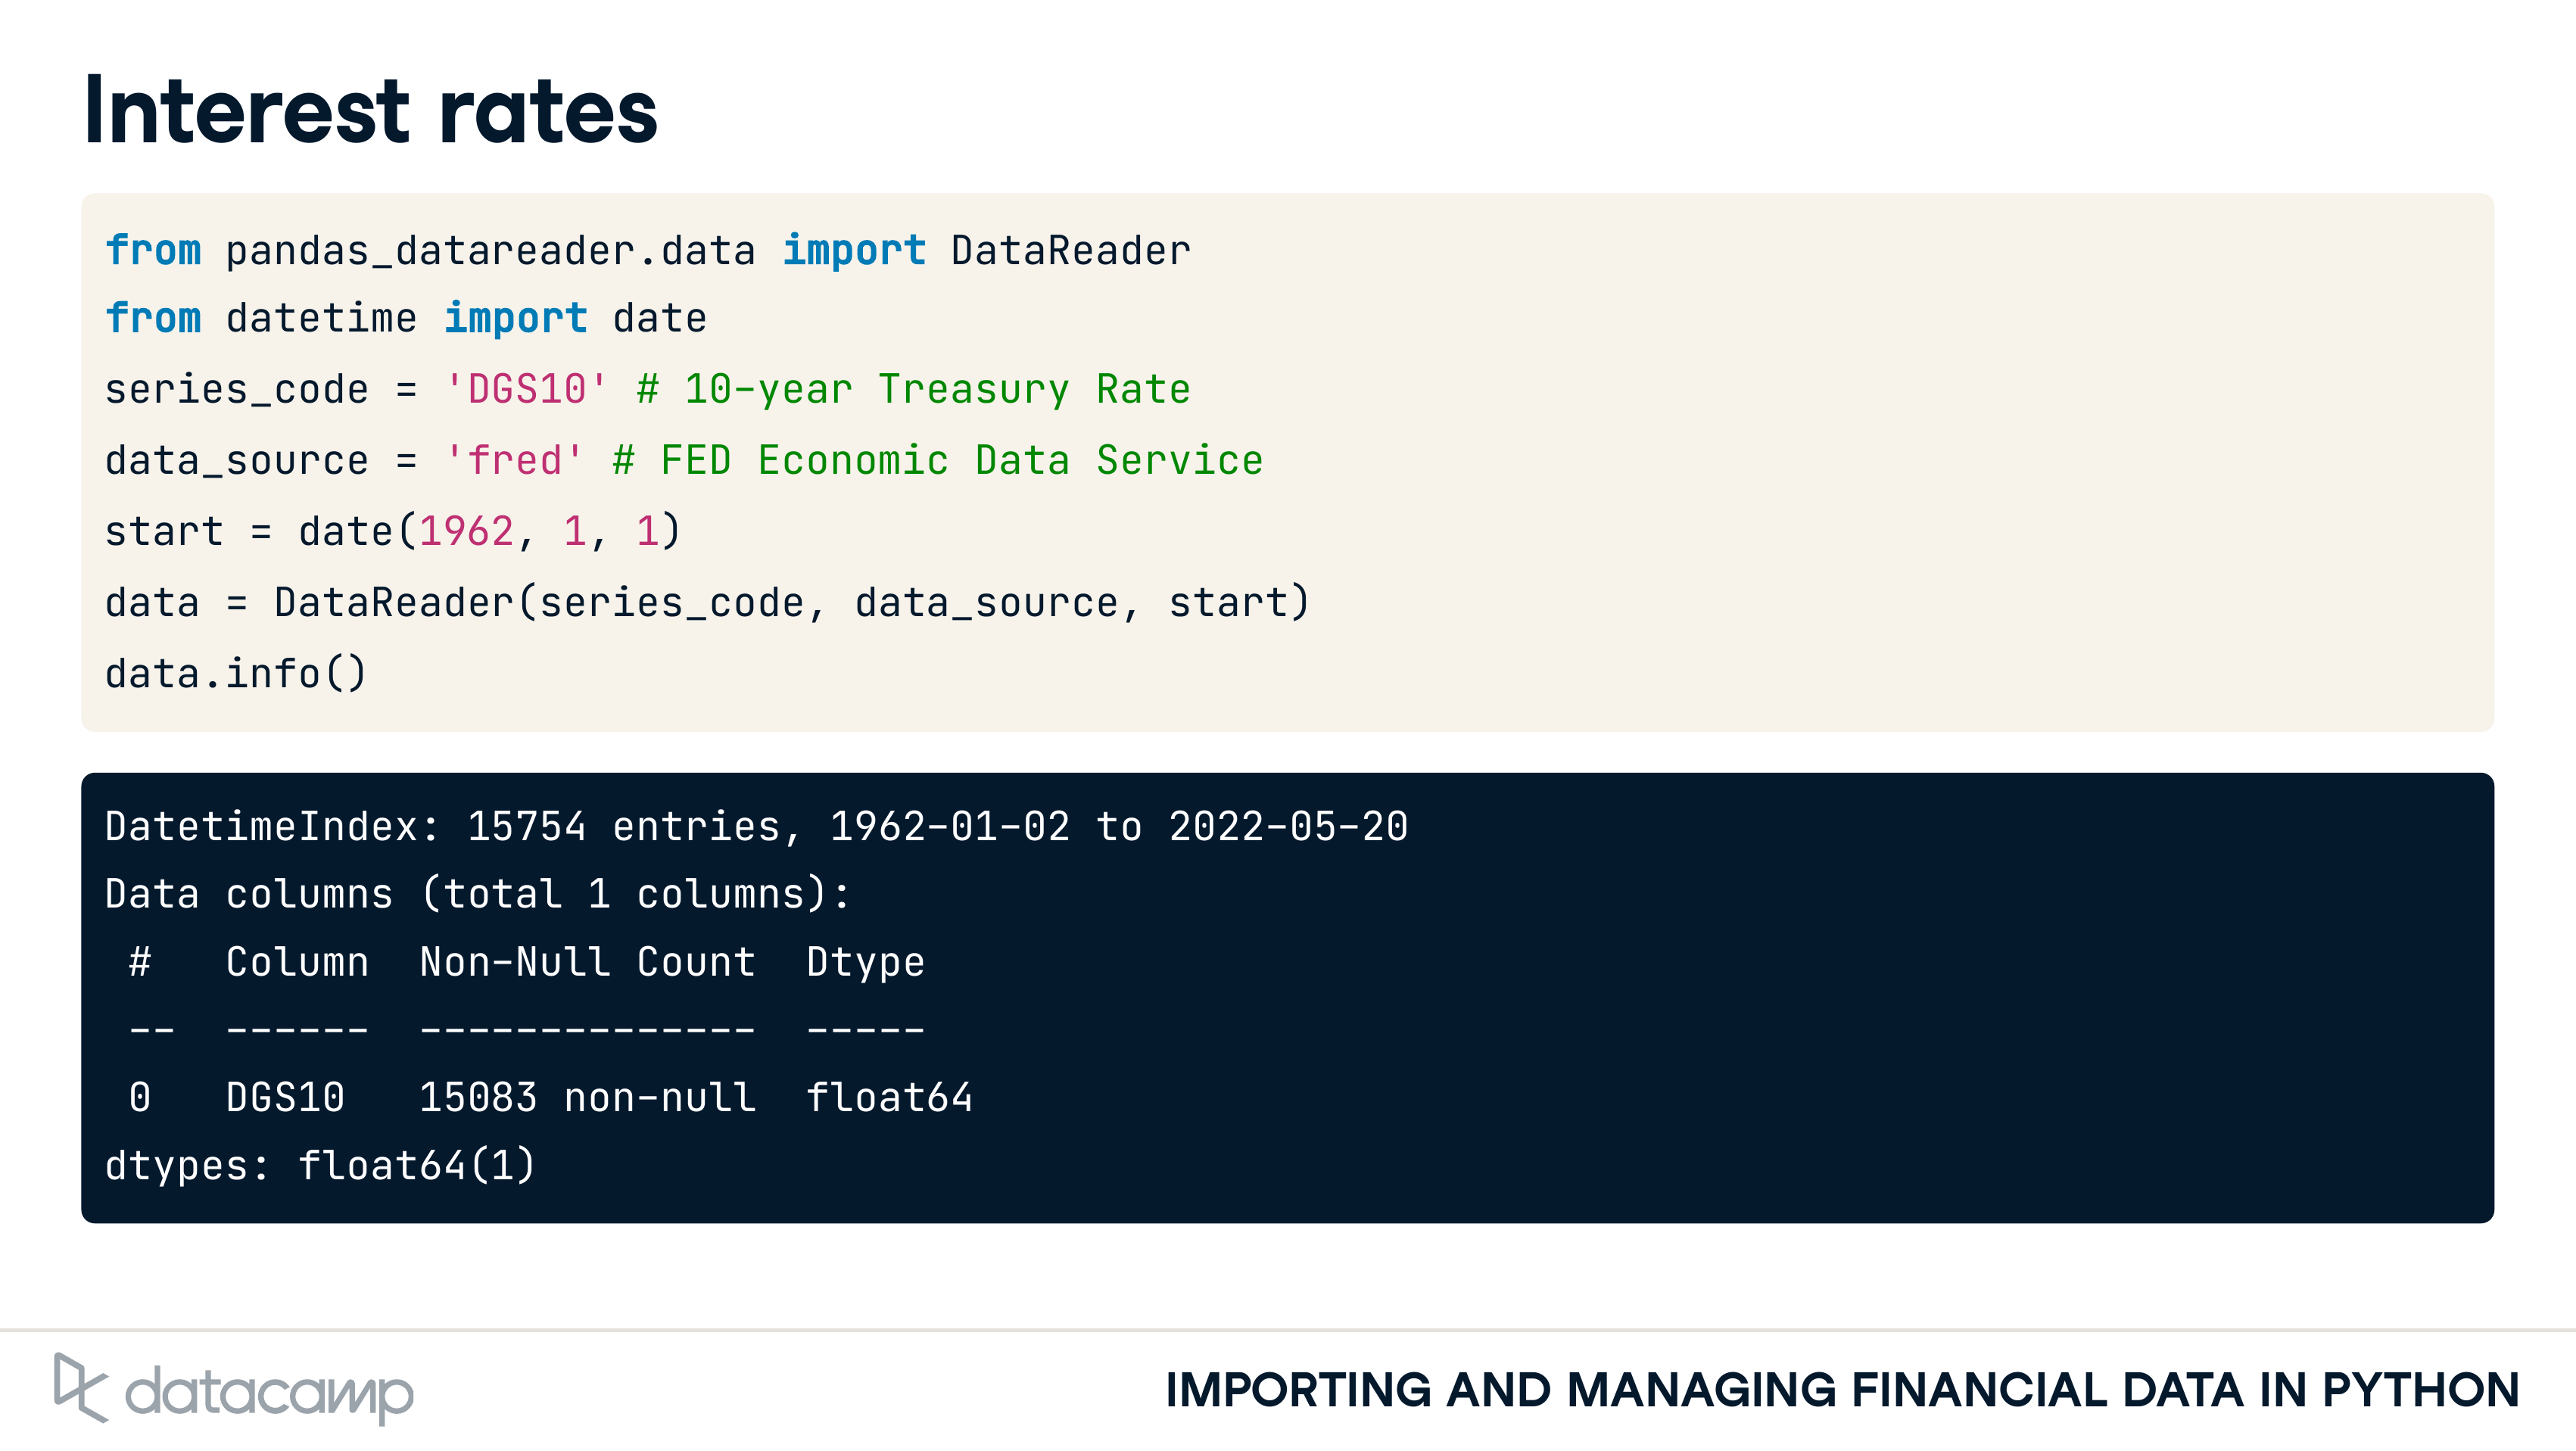 Interest rates
from pandas_datareader.data import DataReader
from datetime import date
series_code = 'DGS10' # 10-year Treasury Rate
data_source = 'fred' # FED Economic Data Service
start = date(1962, 1, 1)
data = DataReader(series_code, data_source, start)
data.info()
DatetimeIndex: 15754 entries, 1962-01-02 to 2022-05-20
Data columns (total 1 columns):
 #   Column  Non-Null Count  Dtype
 --  ------  --------------  -----
 0   DGS10   15083 non-null  float64
dtypes: float64(1)
datacamp
IMPORTING AND MANAGING FINANCIAL DATA IN PYTHON